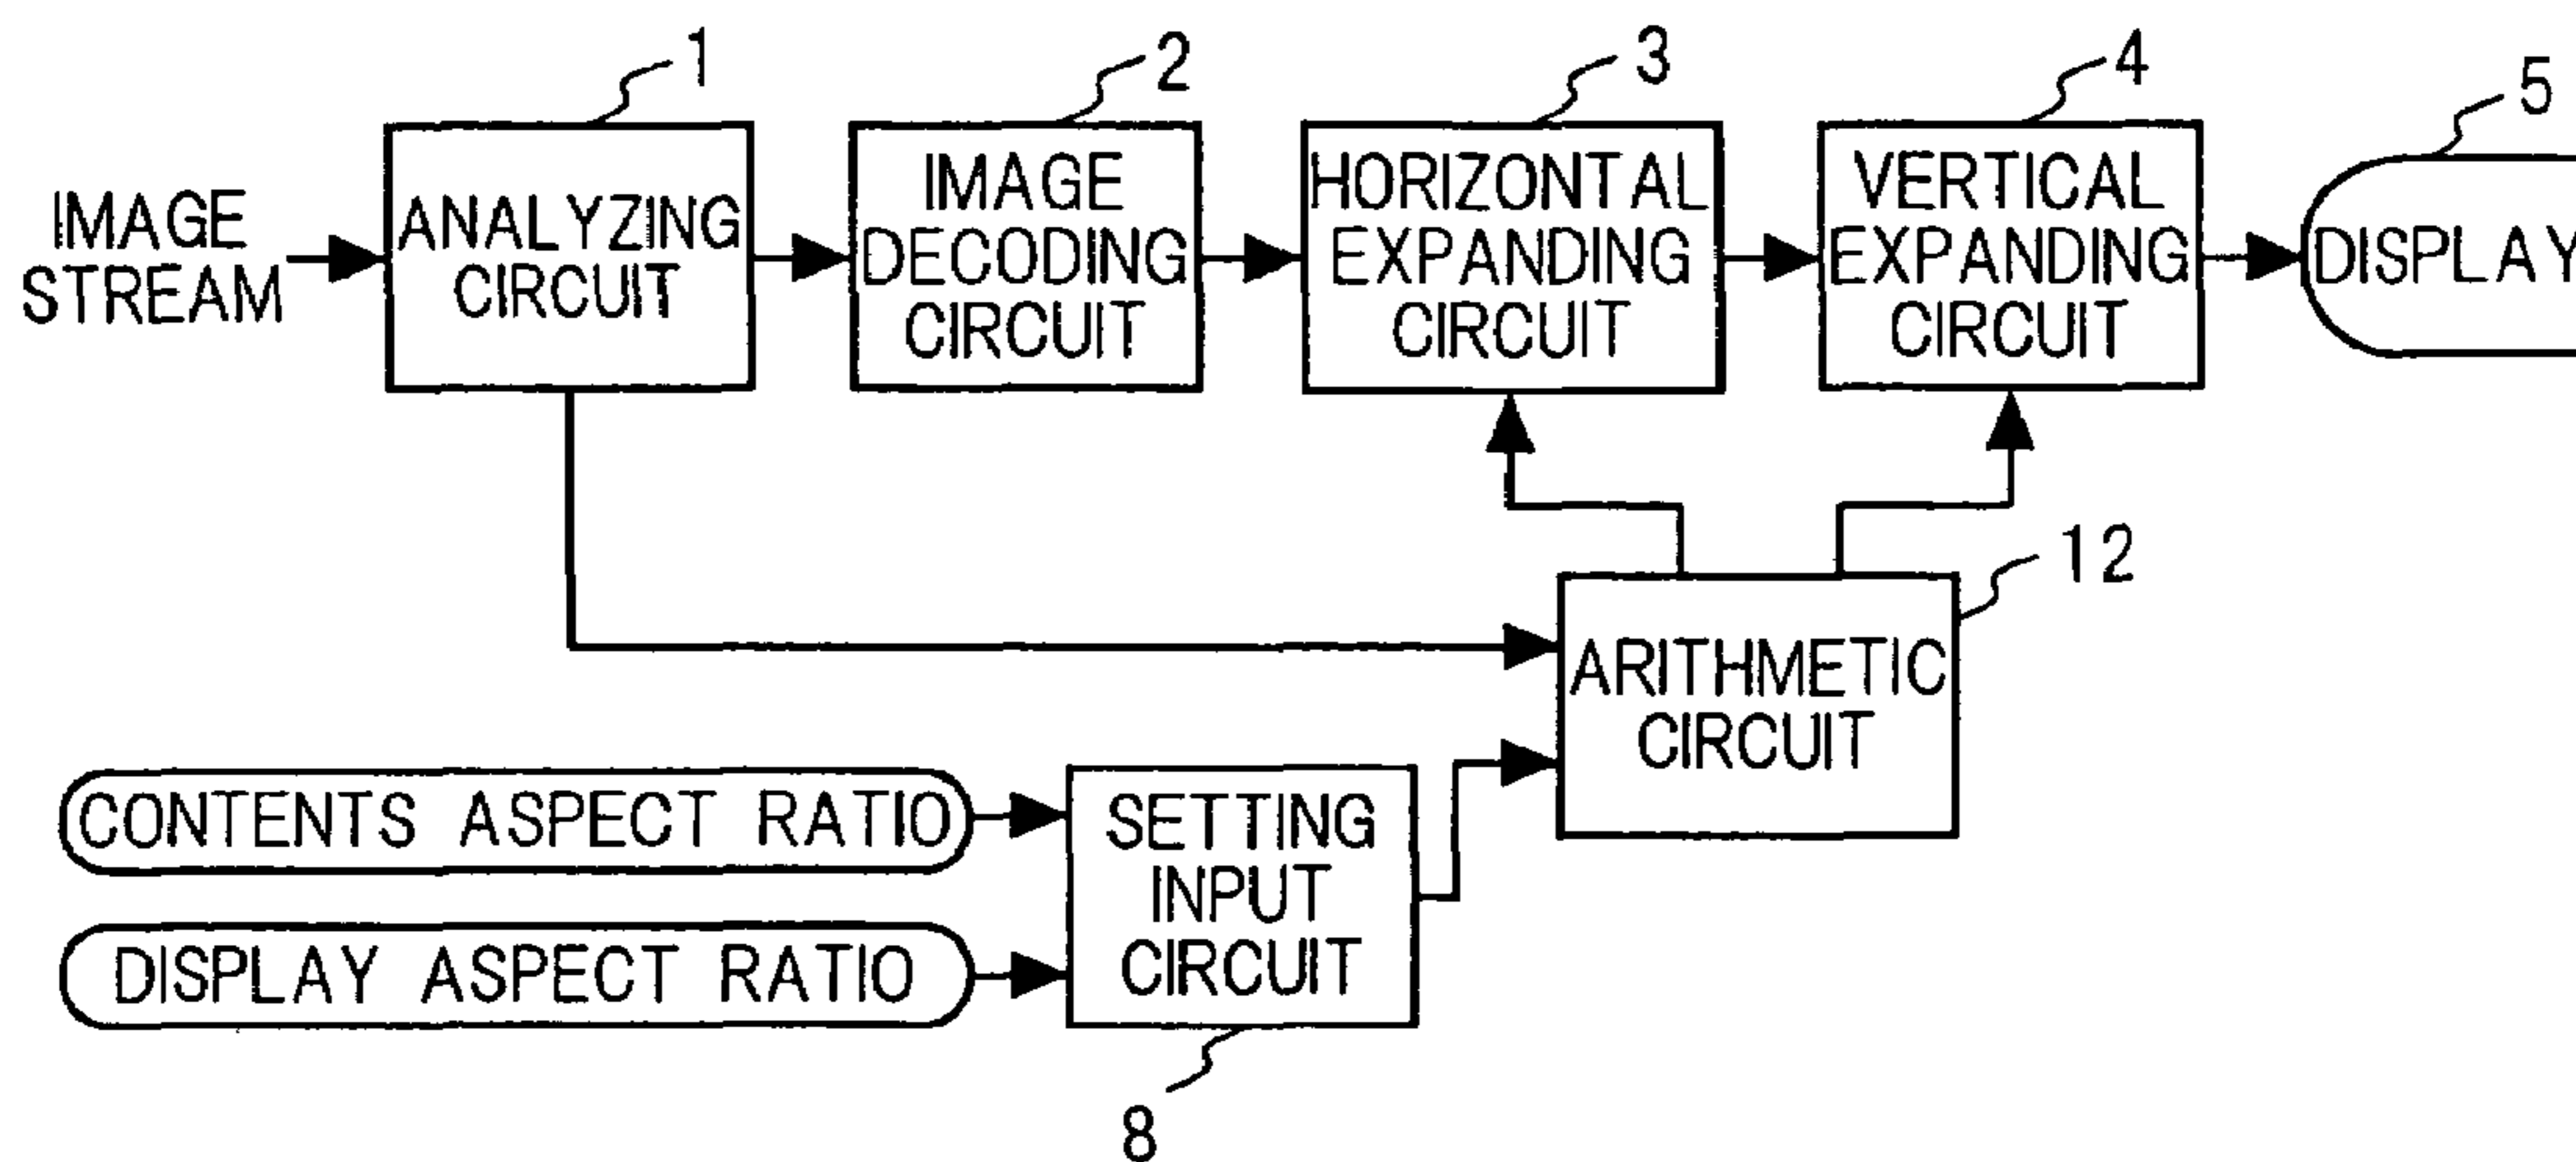 1
2
3
4
5
IMAGE
STREAM
ANALYZING
CIRCUIT
IMAGE
DECODING
CIRCUIT
HORIZONTAL
EXPANDING
CIRCUIT
VERTICAL
EXPANDING
CIRCUIT
DISPLAY
12
ARITHMETIC
CIRCUIT
CONTENTS ASPECT RATIO
DISPLAY ASPECT RATIO
SETTING
INPUT
CIRCUIT
8